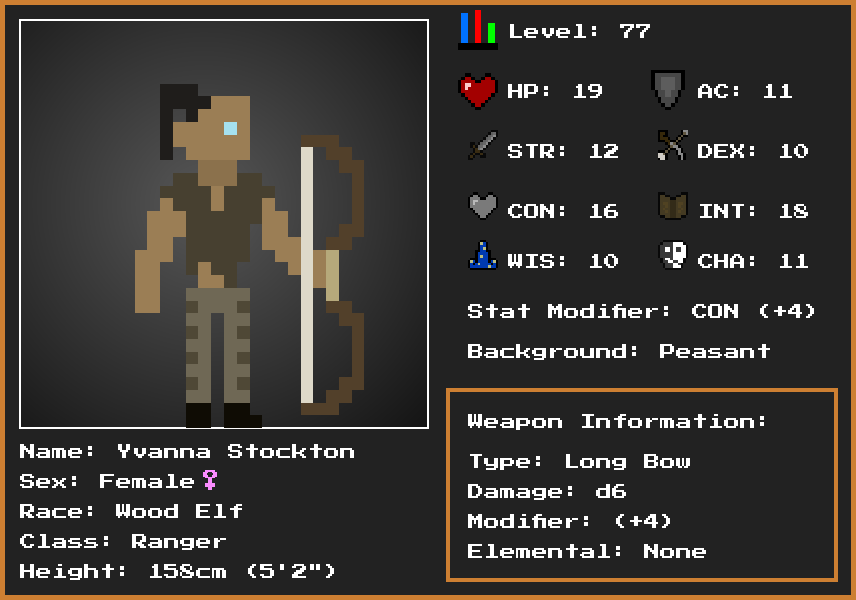 Level: 77
HP: 19 AC: 11
STR: 12 DEX: 10
CON: 16 INT: 18
WIS: 10 CHA: 11
Stat Modifier: CON (+4)
Background: Peasant
Weapon Information:
Type: Long Bow
Damage: d6
Modifier: (+4)
Elemental: None
Name: Yvanna Stockton
Sex: Female♀
Race: Wood Elf
Class: Ranger
Height: 158cm (5'2")